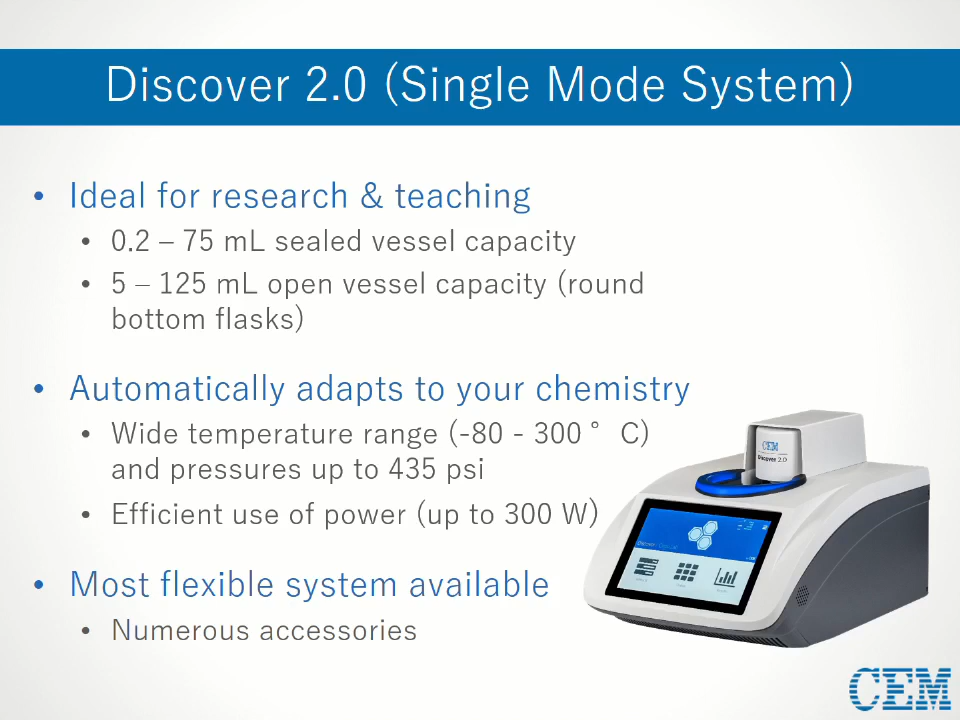 Discover 2.0 (Single Mode System)
• Ideal for research & teaching
• 0.2 – 75 mL sealed vessel capacity
• 5 – 125 mL open vessel capacity (round
bottom flasks)
• Automatically adapts to your chemistry
• Wide temperature range (-80 - 300 ° C)
and pressures up to 435 psi
• Efficient use of power (up to 300 W)
• Most flexible system available
• Numerous accessories
CEM
Discover 2.0
CEM